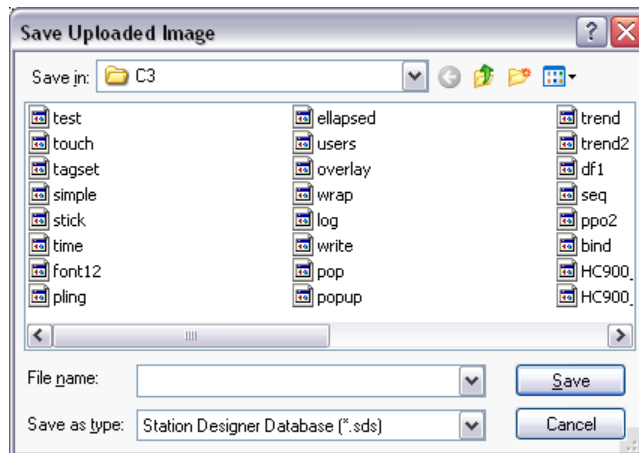 Save Uploaded Image
Save in: C3
test ellapsed trend
touch users trend2
tagset overlay df1
simple wrap seq
stick log ppo2
time write bind
font12 pop HC900_
pling popup HC900_
File name: Save
Save as type: Station Designer Database (*.sds) Cancel